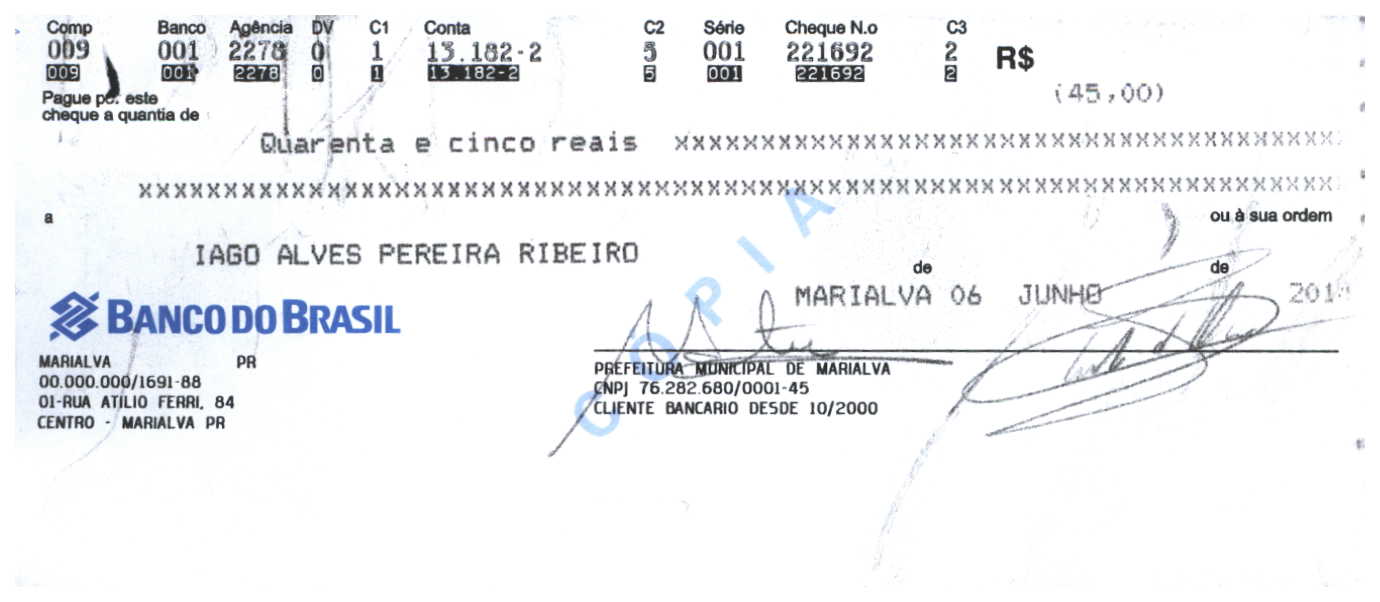 Comp Banco Agência DV C1 Conta C2 Série Cheque N.o C3
009 001 2278 0 1 13.182-2 5 001 221692 2 R$
009 001 2278 0 1 13.182-2 5 001 221692 2
(45,00)
Pague por este
cheque a quantia de
Quarenta e cinco reais xxxxxxxxxxxxxxxxxxxxxxxxxxxxxxxxxxxxxxxxx
xxxxxxxxxxxxxxxxxxxxxxxxxxxxxxxxxxxxxxxxxxxxxxxxxxxxxxxxxxxxxxxxxxxxxx
a ou à sua ordem
IAGO ALVES PEREIRA RIBEIRO
de de
MARIALVA 06 JUNHO
BANCO DO BRASIL
MARIALVA PR
00.000.000/1691-88
01-RUA ATILIO FERRI, 84
CENTRO - MARIALVA PR
PREFEITURA MUNICIPAL DE MARIALVA
CNPJ 76.282.680/0001-45
CLIENTE BANCARIO DESDE 10/2000
COPIA